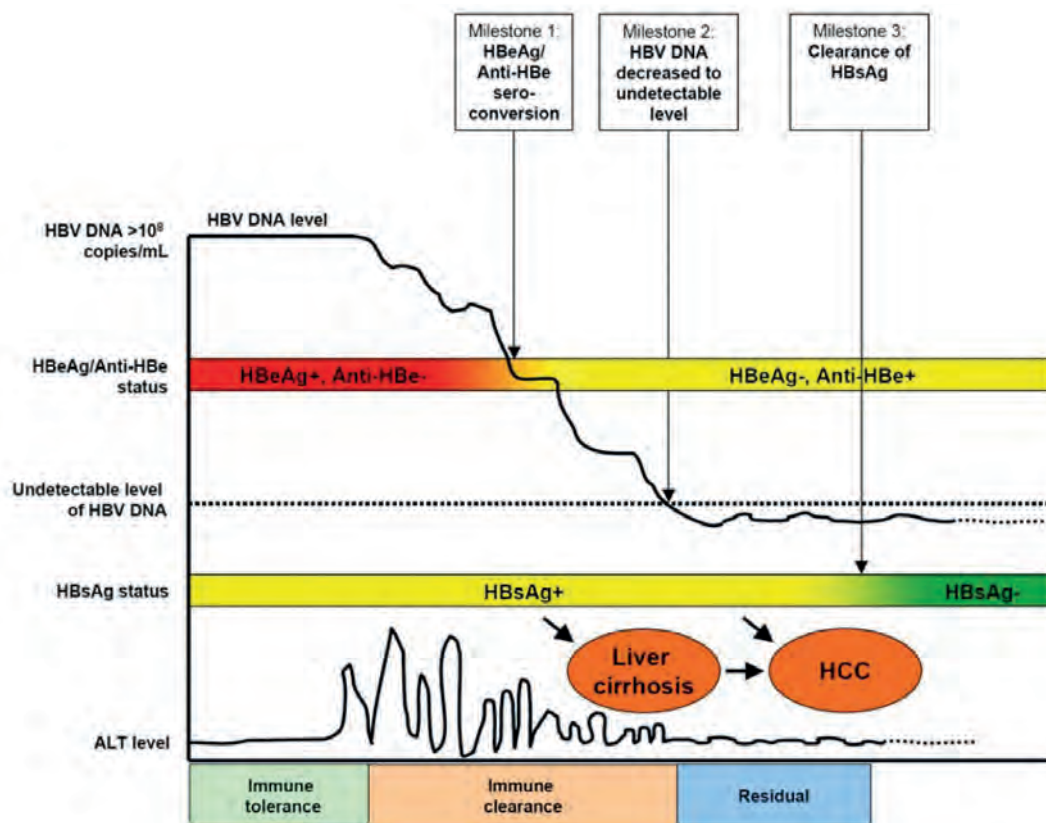 Milestone 1:
HBeAg/
Anti-HBe
sero-
conversion
Milestone 2:
HBV DNA
decreased to
undetectable
level
Milestone 3:
Clearance of
HBsAg
HBV DNA >10⁸
copies/mL
HBV DNA level
HBeAg/Anti-HBe
status
HBeAg+, Anti-HBe-
HBeAg-, Anti-HBe+
Undetectable level
of HBV DNA
HBsAg status
HBsAg+
HBsAg-
Liver
cirrhosis
HCC
ALT level
Immune
tolerance
Immune
clearance
Residual